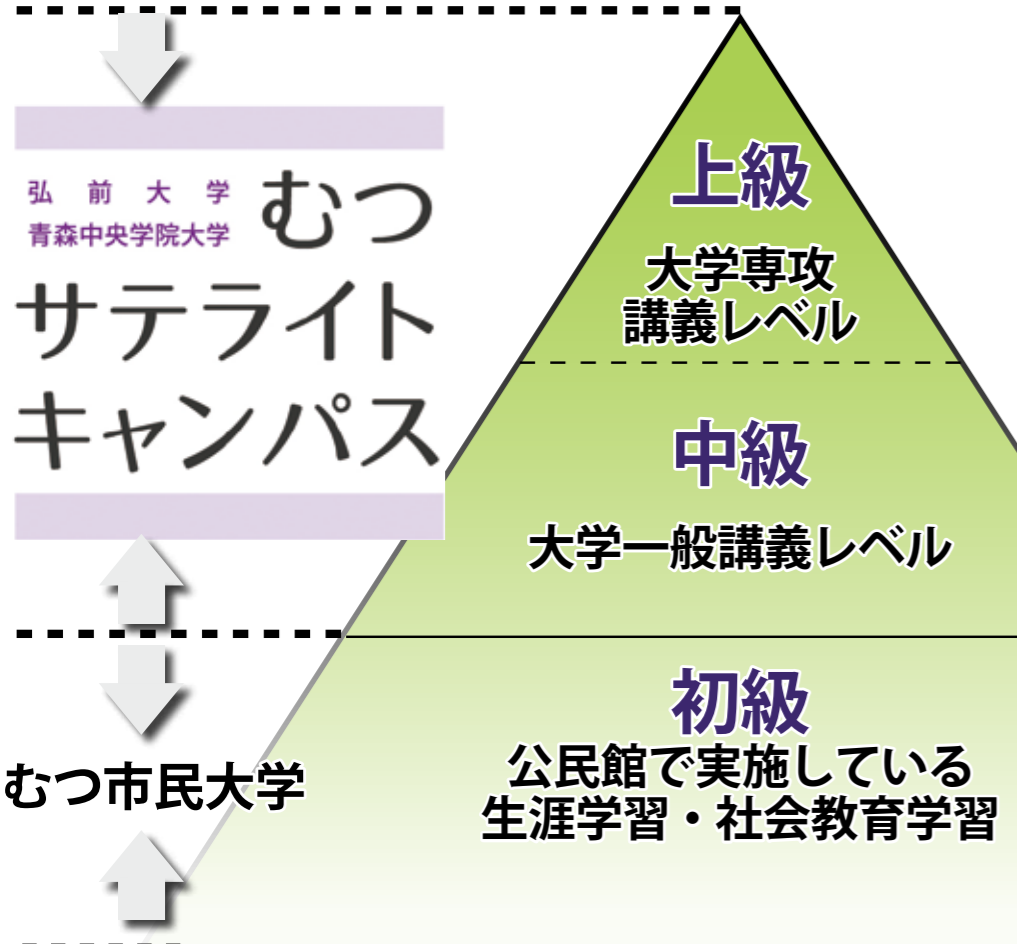 弘前大学
青森中央学院大学
むつ
サテライト
キャンパス
上級
大学専攻
講義レベル
中級
大学一般講義レベル
むつ市民大学
初級
公民館で実施している
生涯学習・社会教育学習